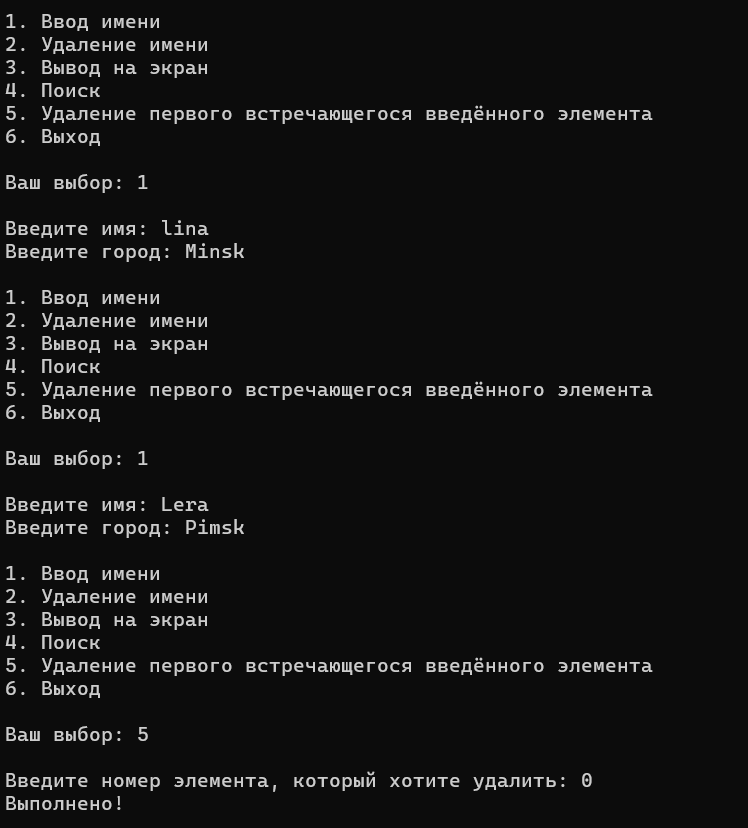 1. Ввод имени
2. Удаление имени
3. Вывод на экран
4. Поиск
5. Удаление первого встречающегося введённого элемента
6. Выход
Ваш выбор: 1
Введите имя: lina
Введите город: Minsk
1. Ввод имени
2. Удаление имени
3. Вывод на экран
4. Поиск
5. Удаление первого встречающегося введённого элемента
6. Выход
Ваш выбор: 1
Введите имя: Lera
Введите город: Pimsk
1. Ввод имени
2. Удаление имени
3. Вывод на экран
4. Поиск
5. Удаление первого встречающегося введённого элемента
6. Выход
Ваш выбор: 5
Введите номер элемента, который хотите удалить: 0
Выполнено!